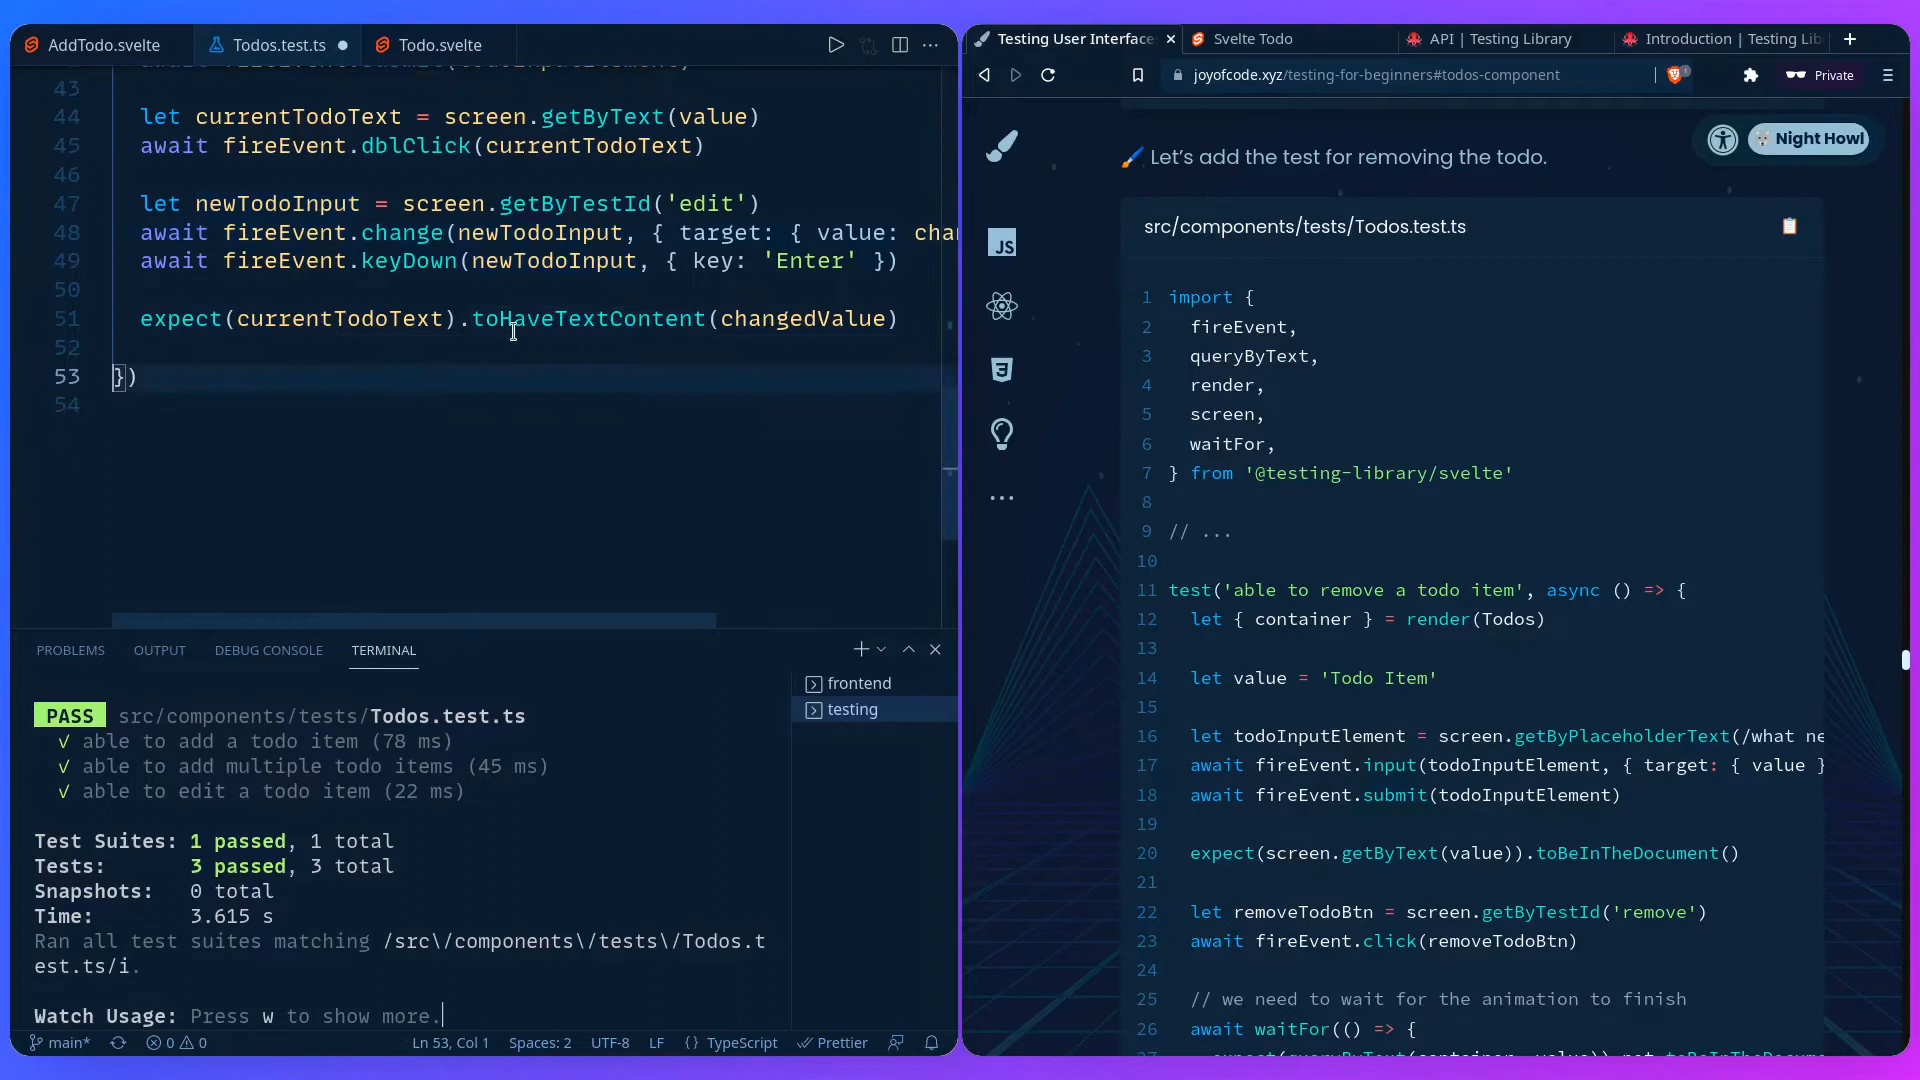 AddTodo.svelte
Todos.test.ts
Todo.svelte
43
44 let currentTodoText = screen.getByText(value)
45 await fireEvent.dblClick(currentTodoText)
46
47 let newTodoInput = screen.getByTestId('edit')
48 await fireEvent.change(newTodoInput, { target: { value: cha
49 await fireEvent.keyDown(newTodoInput, { key: 'Enter' })
50
51 expect(currentTodoText).toHaveTextContent(changedValue)
52
53 })
54
PROBLEMS OUTPUT DEBUG CONSOLE TERMINAL
frontend
testing
PASS src/components/tests/Todos.test.ts
√ able to add a todo item (78 ms)
√ able to add multiple todo items (45 ms)
√ able to edit a todo item (22 ms)
Test Suites: 1 passed, 1 total
Tests: 3 passed, 3 total
Snapshots: 0 total
Time: 3.615 s
Ran all test suites matching /src\/components\/tests\/Todos.t
est.ts/i.
Watch Usage: Press w to show more.
main* 0 0 Ln 53, Col 1 Spaces: 2 UTF-8 LF {} TypeScript Prettier
Testing User Interface
Svelte Todo
API | Testing Library
Introduction | Testing Lib
joyofcode.xyz/testing-for-beginners#todos-component
1
Private
Night Howl
JS
Let's add the test for removing the todo.
src/components/tests/Todos.test.ts
1 import {
2 fireEvent,
3 queryByText,
4 render,
5 screen,
6 waitFor,
7 } from '@testing-library/svelte'
8
9 // ...
10
11 test('able to remove a todo item', async () => {
12 let { container } = render(Todos)
13
14 let value = 'Todo Item'
15
16 let todoInputElement = screen.getByPlaceholderText(/what ne
17 await fireEvent.input(todoInputElement, { target: { value }
18 await fireEvent.submit(todoInputElement)
19
20 expect(screen.getByText(value)).toBeInTheDocument()
21
22 let removeTodoBtn = screen.getByTestId('remove')
23 await fireEvent.click(removeTodoBtn)
24
25 // we need to wait for the animation to finish
26 await waitFor(() => {